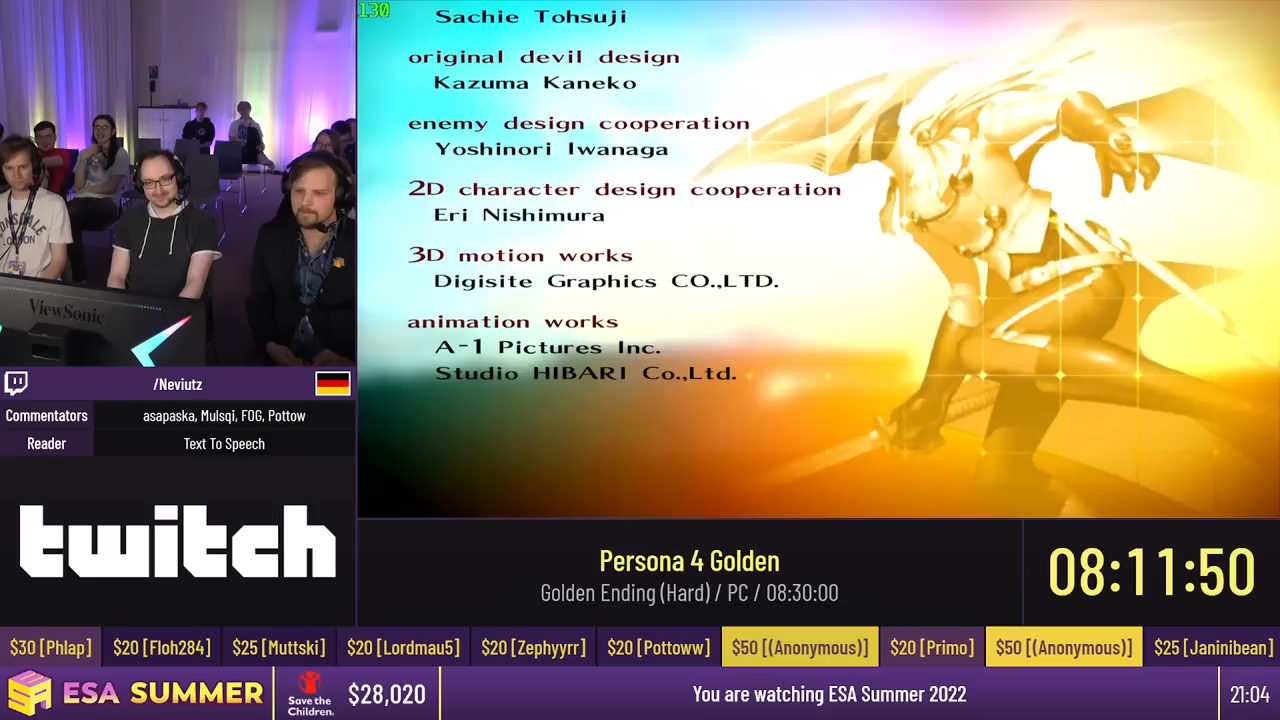 130
Sachie Tohsuji
original devil design
Kazuma Kaneko
enemy design cooperation
Yoshinori Iwanaga
2D character design cooperation
Eri Nishimura
3D motion works
Digisite Graphics CO.,LTD.
animation works
A-1 Pictures Inc.
Studio HIBARI Co.,Ltd.
LONSDALE
LONDON
ViewSonic
/Neviutz
Commentators asapaska, Mulsqi, FOG, Pottow
Reader Text To Speech
twitch
Persona 4 Golden
Golden Ending (Hard) / PC / 08:30:00
08:11:50
$30 [Phlap] $20 [Floh284] $25 [Muttski] $20 [Lordmau5] $20 [Zephyyrr] $20 [Pottoww] $50 [(Anonymous)] $20 [Primo] $50 [(Anonymous)] $25 [Janinibean]
ESA SUMMER Save the Children. $28,020 You are watching ESA Summer 2022 21:04